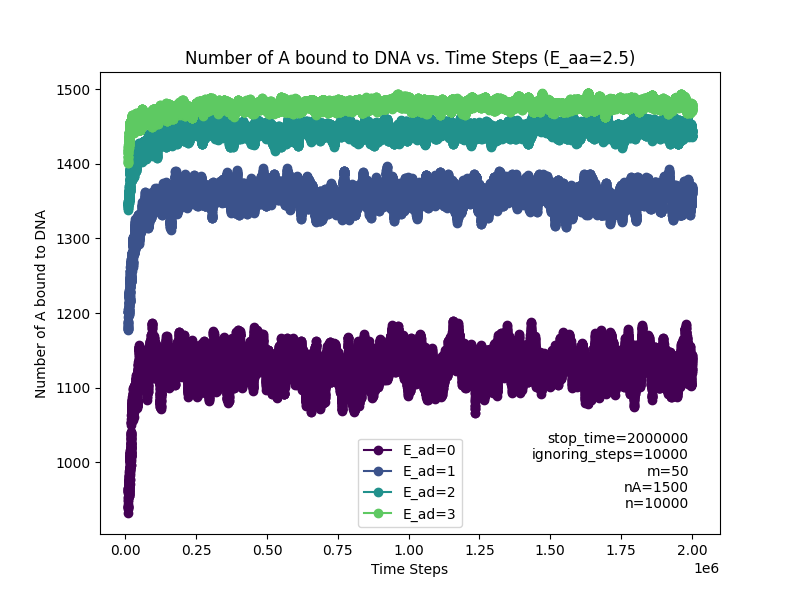 Number of A bound to DNA vs. Time Steps (E_aa=2.5)
Number of A bound to DNA
1500
1400
1300
1200
1100
1000
E_ad=0
E_ad=1
E_ad=2
E_ad=3
stop_time=2000000
ignoring_steps=10000
m=50
nA=1500
n=10000
0.00 0.25 0.50 0.75 1.00 1.25 1.50 1.75 2.00
1e6
Time Steps